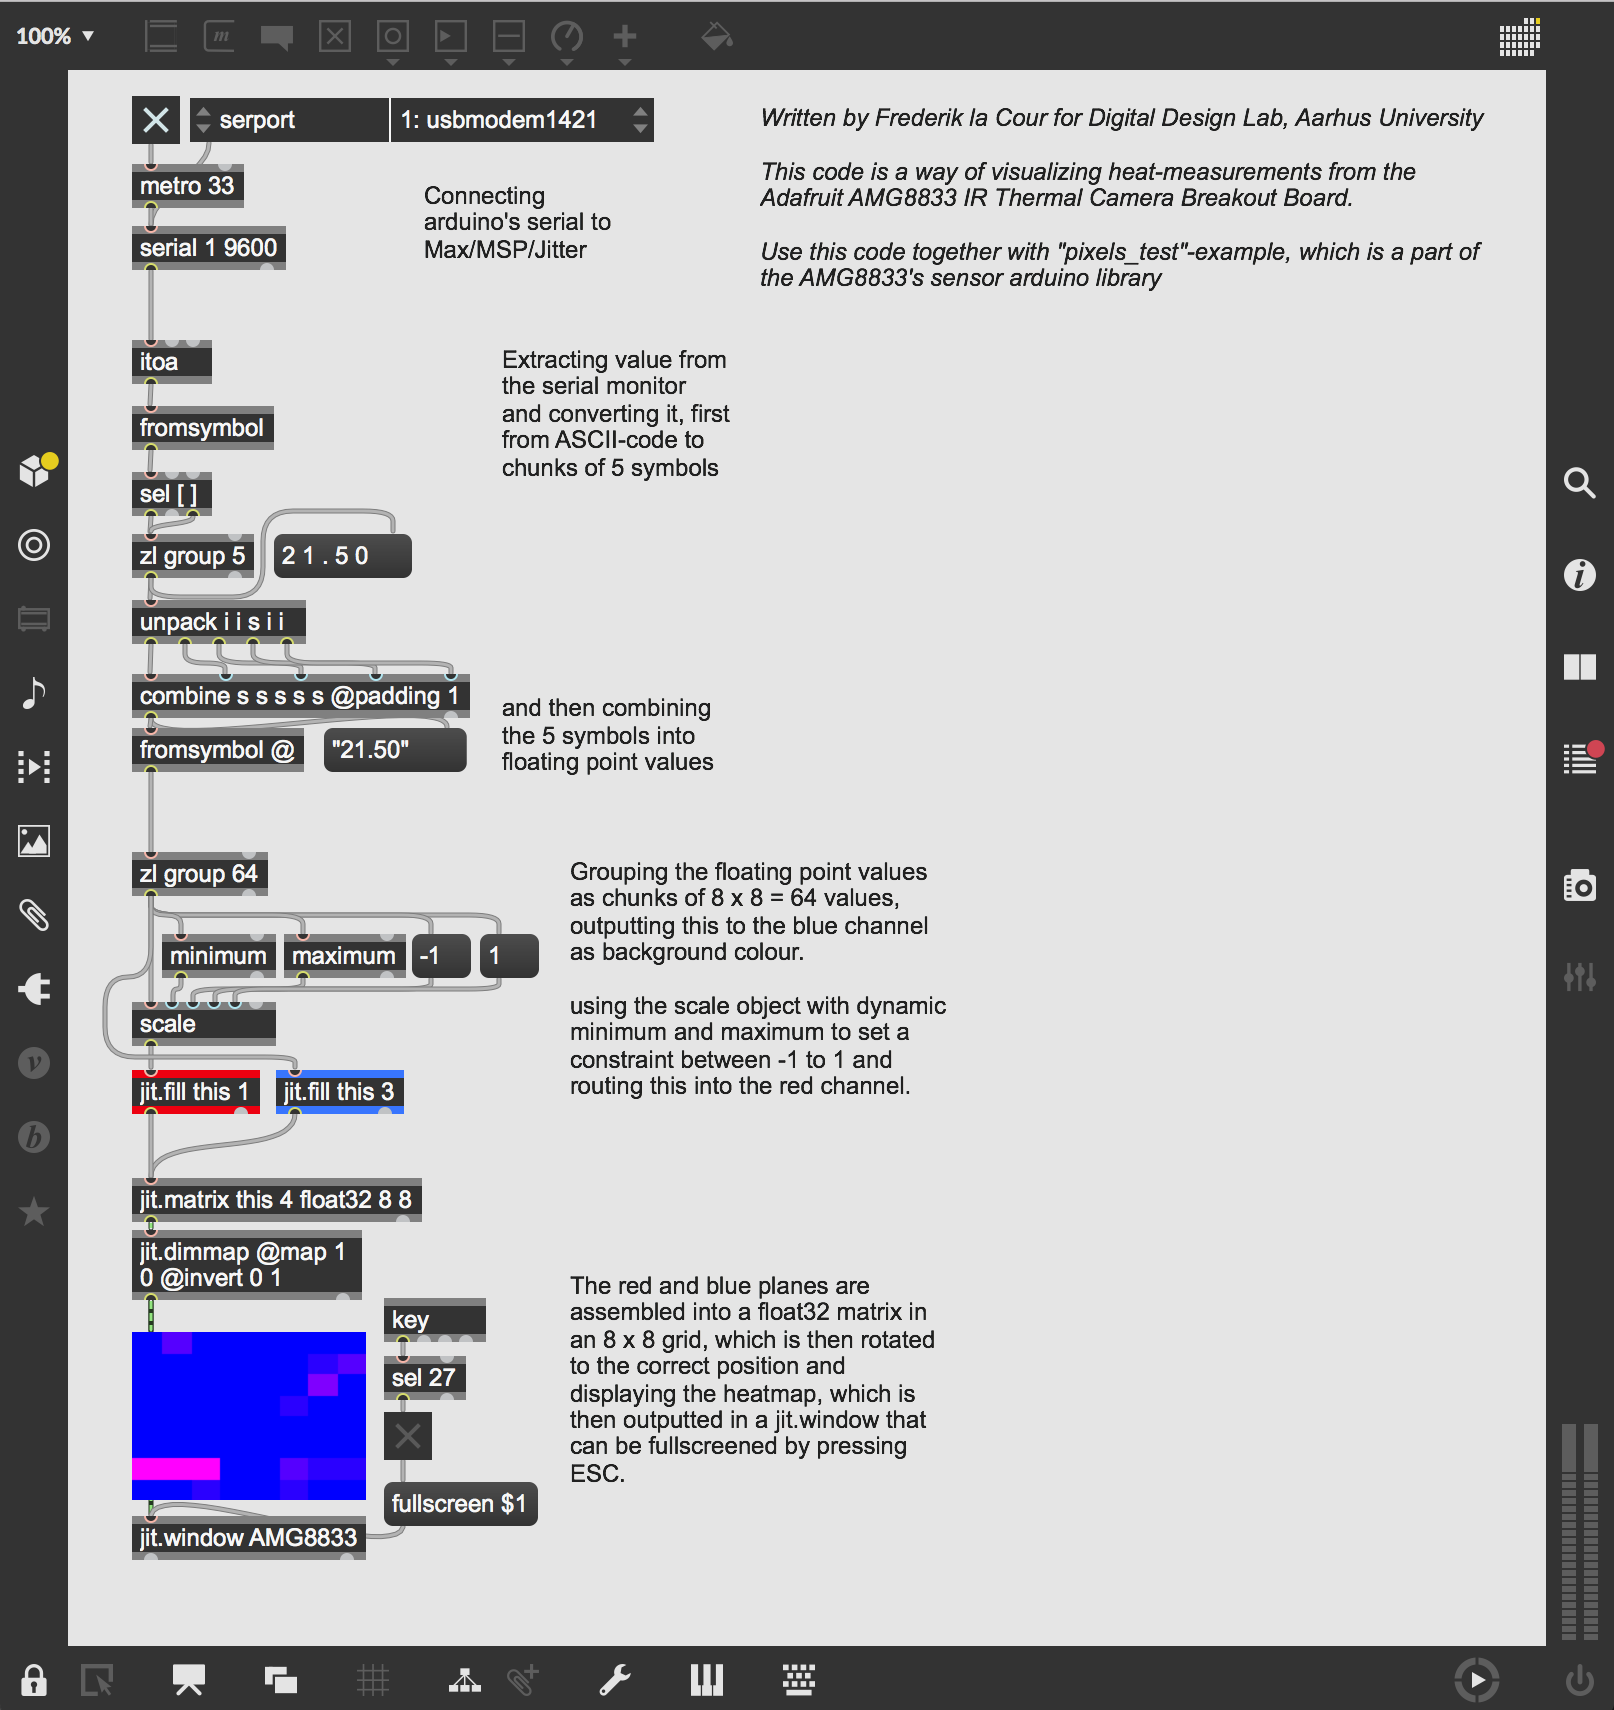 100%
serport
1: usbmodem1421
metro 33
serial 1 9600
Connecting
arduino's serial to
Max/MSP/Jitter
Written by Frederik la Cour for Digital Design Lab, Aarhus University
This code is a way of visualizing heat-measurements from the
Adafruit AMG8833 IR Thermal Camera Breakout Board.
Use this code together with "pixels_test"-example, which is a part of
the AMG8833's sensor arduino library
itoa
fromsymbol
sel [ ]
zl group 5
2 1 . 5 0
unpack i i s i i
Extracting value from
the serial monitor
and converting it, first
from ASCII-code to
chunks of 5 symbols
combine s s s s s @padding 1
fromsymbol @
"21.50"
and then combining
the 5 symbols into
floating point values
zl group 64
minimum
maximum
-1
1
scale
jit.fill this 1
jit.fill this 3
Grouping the floating point values
as chunks of 8 x 8 = 64 values,
outputting this to the blue channel
as background colour.
using the scale object with dynamic
minimum and maximum to set a
constraint between -1 to 1 and
routing this into the red channel.
jit.matrix this 4 float32 8 8
jit.dimmap @map 1
0 @invert 0 1
key
sel 27
fullscreen $1
jit.window AMG8833
The red and blue planes are
assembled into a float32 matrix in
an 8 x 8 grid, which is then rotated
to the correct position and
displaying the heatmap, which is
then outputted in a jit.window that
can be fullscreened by pressing
ESC.